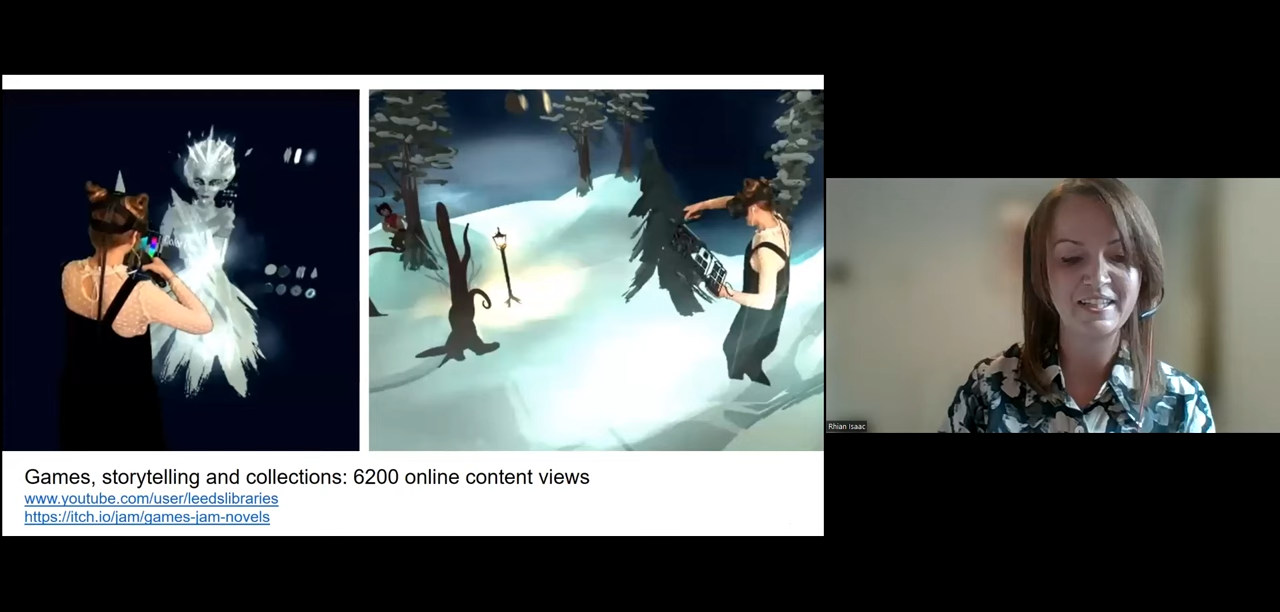 Games, storytelling and collections: 6200 online content views
www.youtube.com/user/leedslibraries
https://itch.io/jam/games-jam-novels
Rhian Isaac